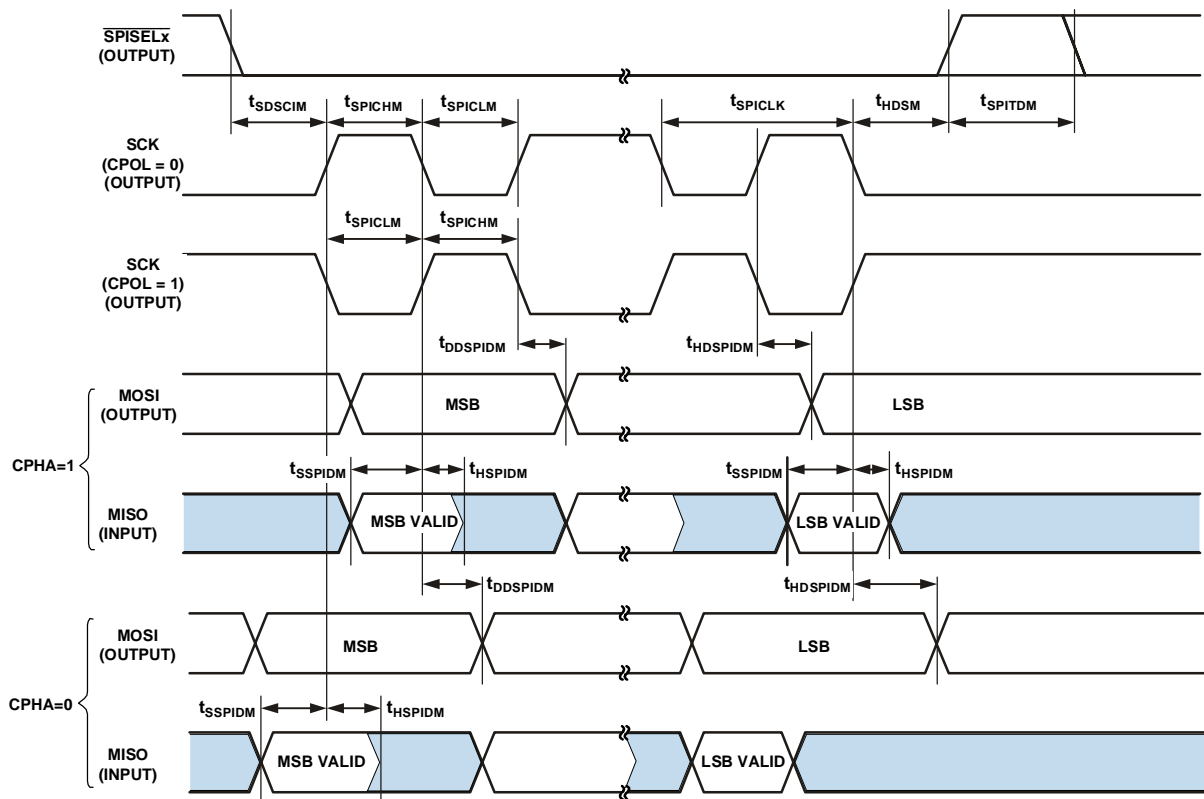 SPISELx
(OUTPUT)
tSDSCIM
tSPICHM
tSPICLM
tSPICLK
tHDSM
tSPITDM
SCK
(CPOL = 0)
(OUTPUT)
tSPICLM
tSPICHM
SCK
(CPOL = 1)
(OUTPUT)
tDDSPIDM
tHDSPIDM
CPHA=1
MOSI
(OUTPUT)
MSB
LSB
tSSPIDM
tHSPIDM
tSSPIDM
tHSPIDM
MISO
(INPUT)
MSB VALID
LSB VALID
tDDSPIDM
tHDSPIDM
CPHA=0
MOSI
(OUTPUT)
MSB
LSB
tSSPIDM
tHSPIDM
MISO
(INPUT)
MSB VALID
LSB VALID